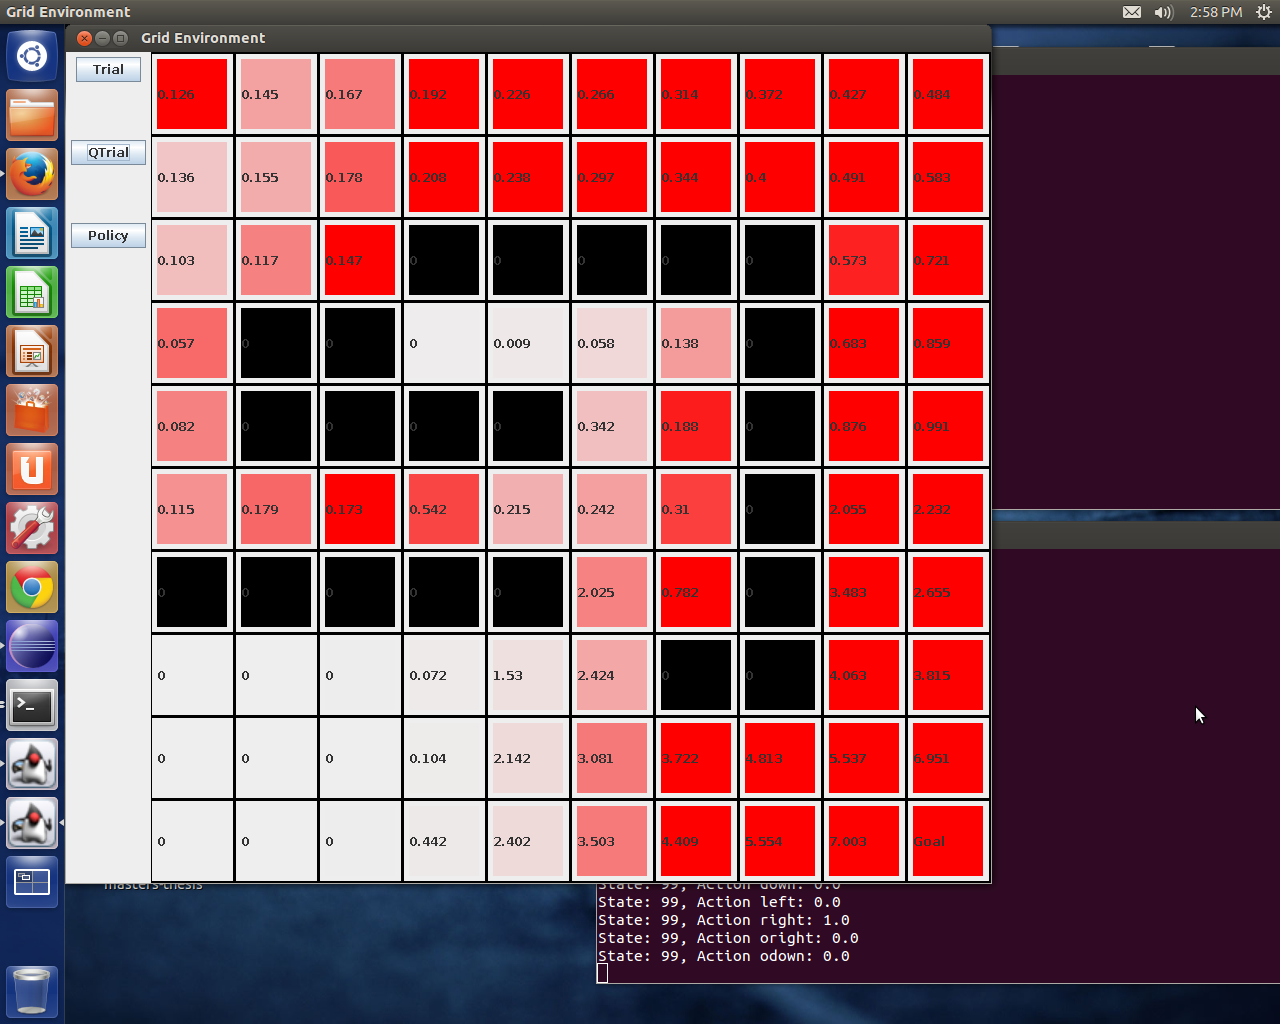 Grid Environment 2:58 PM
Grid Environment
Trial 0.126 0.145 0.167 0.192 0.226 0.266 0.314 0.372 0.427 0.484
QTrial 0.136 0.155 0.178 0.208 0.238 0.297 0.344 0.4 0.491 0.583
Policy 0.103 0.117 0.147 0 0 0 0 0 0.573 0.721
0.057 0 0 0 0.009 0.058 0.138 0 0.683 0.859
0.082 0 0 0 0 0.342 0.188 0 0.876 0.991
0.115 0.179 0.173 0.542 0.215 0.242 0.31 0 2.055 2.232
0 0 0 0 0 2.025 0.782 0 3.483 2.655
0 0 0 0.072 1.53 2.424 0 0 4.063 3.815
0 0 0 0.104 2.142 3.081 3.722 4.813 5.537 6.951
0 0 0 0.442 2.402 3.503 4.409 5.554 7.003 Goal
masters-thesis
State: 99, Action down: 0.0
State: 99, Action left: 0.0
State: 99, Action right: 1.0
State: 99, Action oright: 0.0
State: 99, Action odown: 0.0